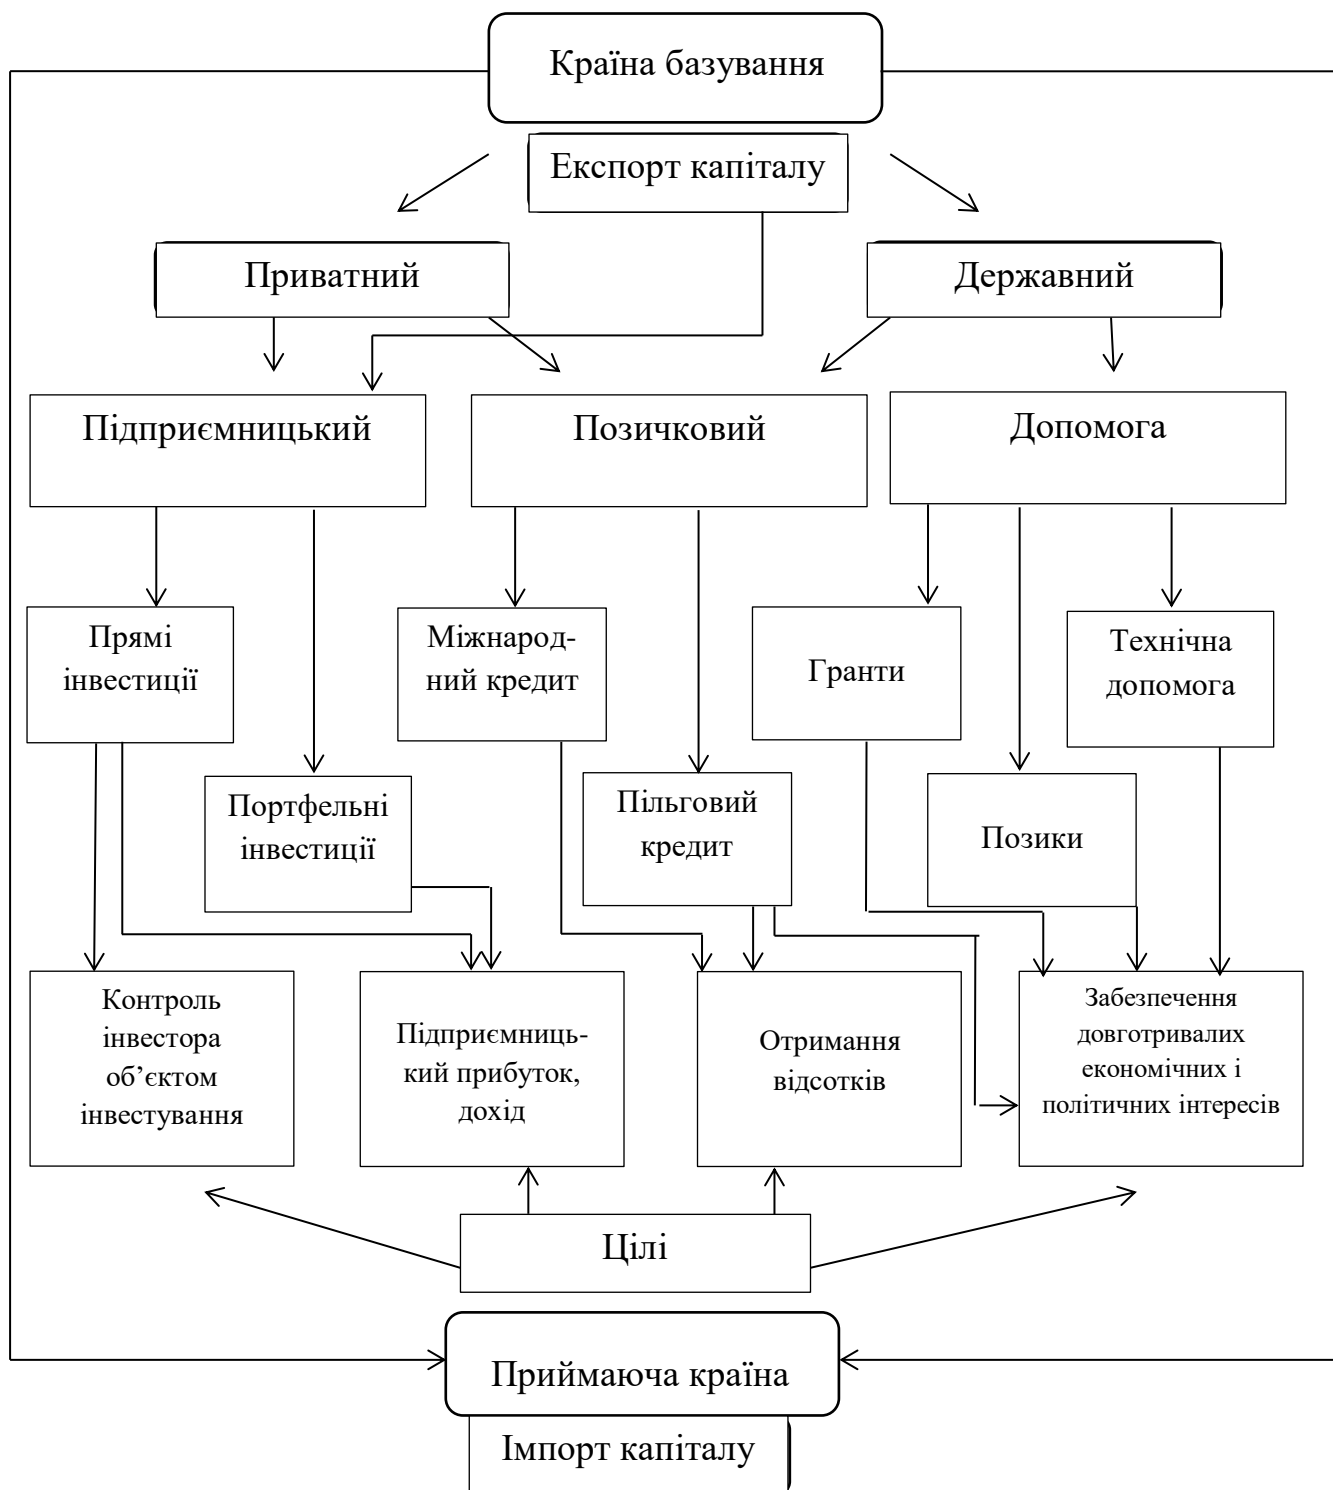 Країна базування
Експорт капіталу
Приватний
Державний
Підприємницький
Позичковий
Допомога
Прямі
інвестиції
Міжнарод-
ний кредит
Гранти
Технічна
допомога
Портфельні
інвестиції
Пільговий
кредит
Позики
Контроль
інвестора
об’єктом
інвестування
Підприємниць-
кий прибуток,
дохід
Отримання
відсотків
Забезпечення
довготривалих
економічних і
політичних інтересів
Цілі
Приймаюча країна
Імпорт капіталу